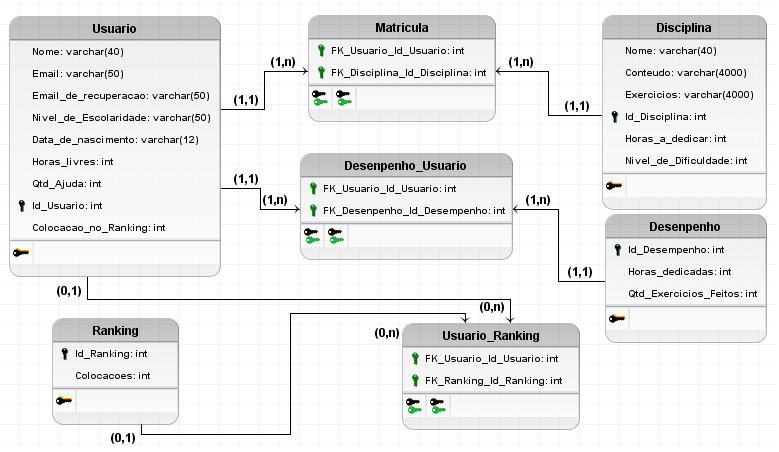 Usuario
Nome: varchar(40)
Email: varchar(50)
Email_de_recuperacao: varchar(50)
Nivel_de_Escolaridade: varchar(50)
Data_de_nascimento: varchar(12)
Horas_livres: int
Qtd_Ajuda: int
Id_Usuario: int
Colocacao_no_Ranking: int
(1,1)
(1,n)
Matricula
FK_Usuario_Id_Usuario: int
FK_Disciplina_Id_Disciplina: int
(1,n)
(1,1)
Disciplina
Nome: varchar(40)
Conteudo: varchar(4000)
Exercicios: varchar(4000)
Id_Disciplina: int
Horas_a_dedicar: int
Nivel_de_Dificuldade: int
(1,1)
(1,n)
Desenpenho_Usuario
FK_Usuario_Id_Usuario: int
FK_Desenpenho_Id_Desempenho: int
(1,n)
(1,1)
Desenpenho
Id_Desempenho: int
Horas_dedicadas: int
Qtd_Exercicios_Feitos: int
(0,1)
(0,n)
Ranking
Id_Ranking: int
Colocacoes: int
(0,1)
(0,n)
Usuario_Ranking
FK_Usuario_Id_Usuario: int
FK_Ranking_Id_Ranking: int